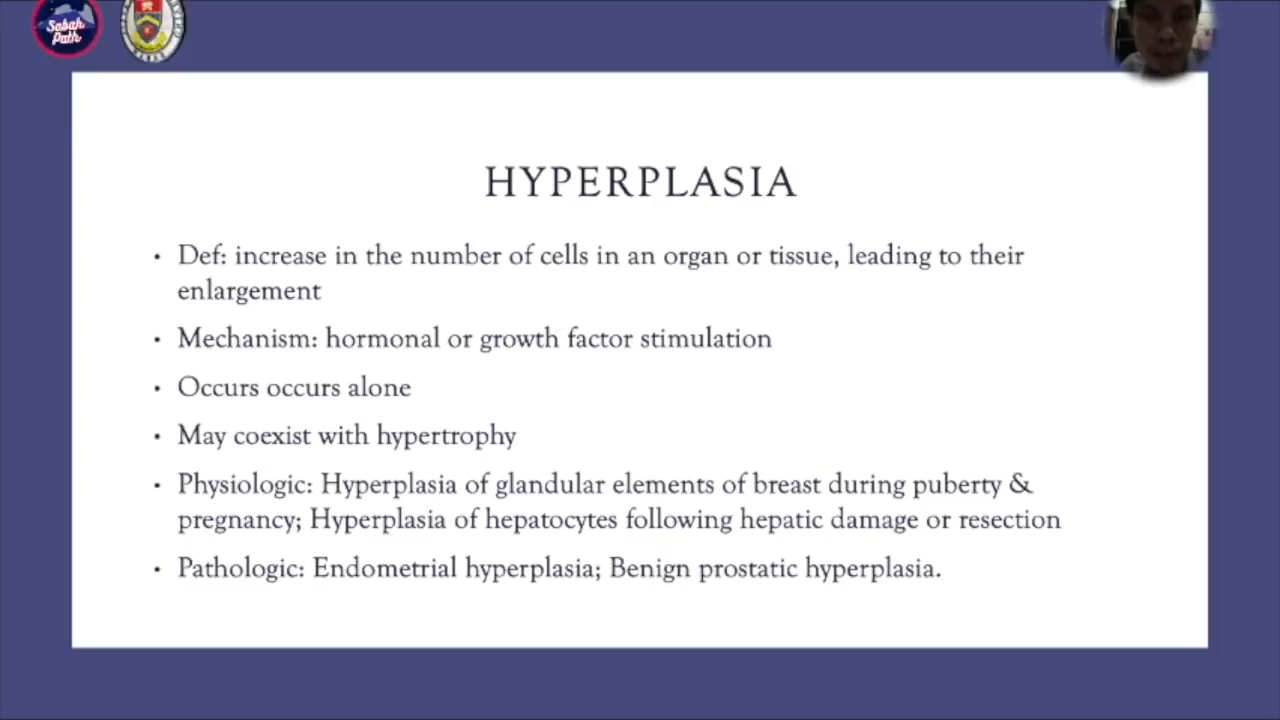 Sabah
Path
HYPERPLASIA
• Def: increase in the number of cells in an organ or tissue, leading to their
enlargement
• Mechanism: hormonal or growth factor stimulation
• Occurs occurs alone
• May coexist with hypertrophy
• Physiologic: Hyperplasia of glandular elements of breast during puberty &
pregnancy; Hyperplasia of hepatocytes following hepatic damage or resection
• Pathologic: Endometrial hyperplasia; Benign prostatic hyperplasia.